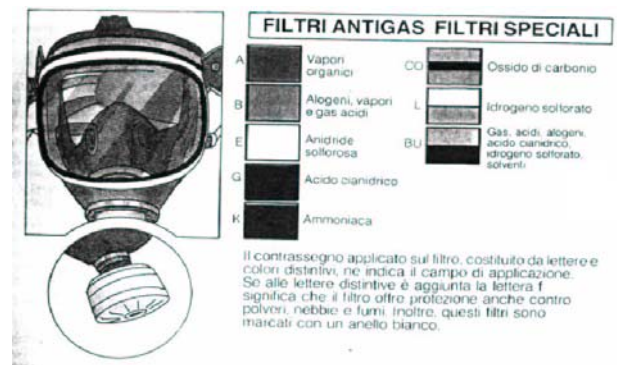 FILTRI ANTIGAS FILTRI SPECIALI
A Vapori
organici
B Alogeni, vapori
e gas acidi
E Anidride
solforosa
G Acido cianidrico
K Ammoniaca
CO Ossido di carbonio
L Idrogeno solforato
BU Gas, acidi, alogeni,
acido cianidrico,
idrogeno solforato,
solventi
Il contrassegno applicato sul filtro, costituito da lettere e
colori distintivi, ne indica il campo di applicazione.
Se alle lettere distintive è aggiunta la lettera f
significa che il filtro offre protezione anche contro
polveri, nebbie e fumi. Inoltre, questi filtri sono
marcati con un anello bianco.